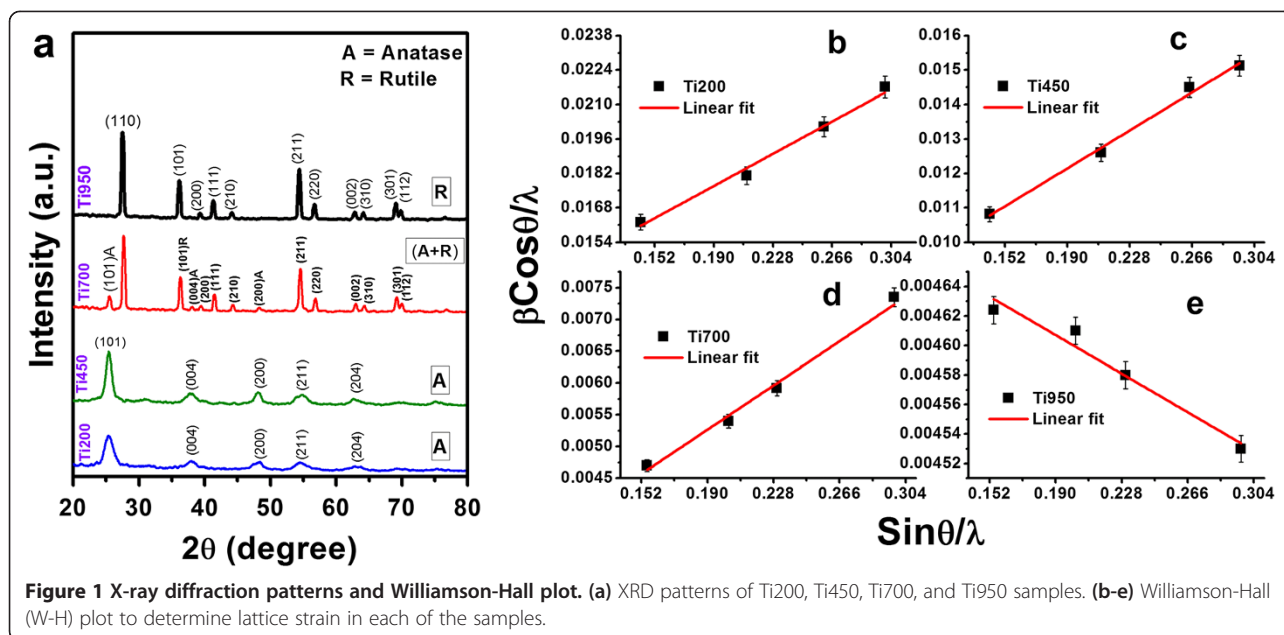 a
A = Anatase
R = Rutile
Intensity (a.u.)
Ti950
(110)
(101)
(200)
(111)
(210)
(211)
(220)
(002)
(310)
(301)
(112)
R
Ti700
(101)A
(101)R
(004)A
(200)
(111)
(210)
(200)A
(211)
(220)
(002)
(310)
(301)
(112)
(A+R)
Ti450
(101)
(004)
(200)
(211)
(204)
A
Ti200
(004)
(200)
(211)
(204)
A
20 30 40 50 60 70 80
2θ (degree)
βCosθ/λ
b
Ti200
Linear fit
0.0238
0.0224
0.0210
0.0196
0.0182
0.0168
0.0154
0.152 0.190 0.228 0.266 0.304
c
Ti450
Linear fit
0.016
0.015
0.014
0.013
0.012
0.011
0.010
0.152 0.190 0.228 0.266 0.304
d
Ti700
Linear fit
0.0075
0.0070
0.0065
0.0060
0.0055
0.0050
0.0045
0.152 0.190 0.228 0.266 0.304
e
Ti950
Linear fit
0.00464
0.00462
0.00460
0.00458
0.00456
0.00454
0.00452
0.152 0.190 0.228 0.266 0.304
Sinθ/λ
Figure 1 X-ray diffraction patterns and Williamson-Hall plot. (a) XRD patterns of Ti200, Ti450, Ti700, and Ti950 samples. (b-e) Williamson-Hall
(W-H) plot to determine lattice strain in each of the samples.